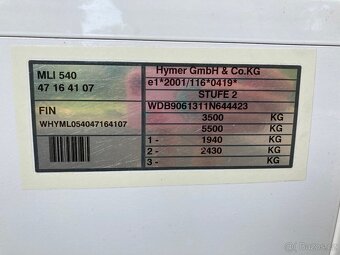 MLI 540
47 16 41 07
FIN
WHYML054047164107
Hymer GmbH & Co.KG
e1*2001/116*0419*
STUFE 2
WDB9061311N644423
3500 KG
5500 KG
1 - 1940 KG
2 - 2430 KG
3 - KG